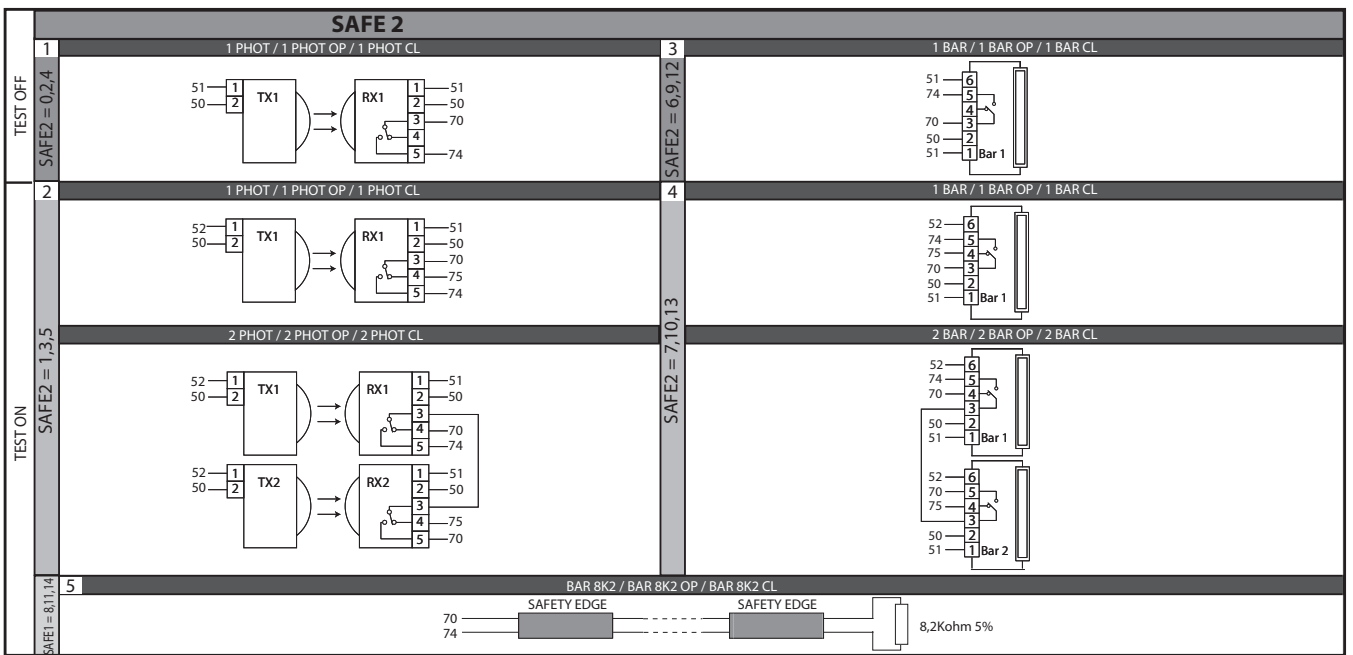 SAFE 2
TEST OFF
1
1 PHOT / 1 PHOT OP / 1 PHOT CL
SAFE2 = 0,2,4
51 1 TX1 RX1 1 51
50 2 2 50
3 70
4
5 74
3
1 BAR / 1 BAR OP / 1 BAR CL
SAFE2 = 6,9,12
51 6
74 5
4
70 3
50 2
51 1 Bar 1
TEST ON
2
1 PHOT / 1 PHOT OP / 1 PHOT CL
SAFE2 = 1,3,5
52 1 TX1 RX1 1 51
50 2 2 50
3 70
4 75
5 74
2 PHOT / 2 PHOT OP / 2 PHOT CL
52 1 TX1 RX1 1 51
50 2 2 50
3
4 70
5 74
52 1 TX2 RX2 1 51
50 2 2 50
3
4 75
5 70
4
1 BAR / 1 BAR OP / 1 BAR CL
SAFE2 = 7,10,13
52 6
74 5
75 4
70 3
50 2
51 1 Bar 1
2 BAR / 2 BAR OP / 2 BAR CL
52 6
74 5
70 4
3
50 2
51 1 Bar 1
52 6
70 5
75 4
3
50 2
51 1 Bar 2
SAFE1 = 8,11,14
5
BAR 8K2 / BAR 8K2 OP / BAR 8K2 CL
SAFETY EDGE SAFETY EDGE
70
74
8,2Kohm 5%